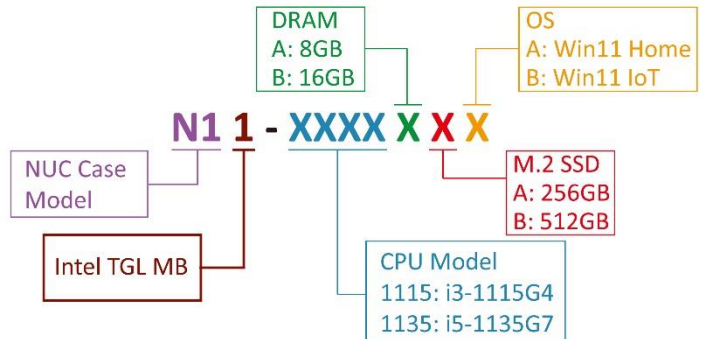 DRAM
A: 8GB
B: 16GB
OS
A: Win11 Home
B: Win11 IoT
N1 1 - XXXX X X X
NUC Case
Model
M.2 SSD
A: 256GB
B: 512GB
Intel TGL MB
CPU Model
1115: i3-1115G4
1135: i5-1135G7